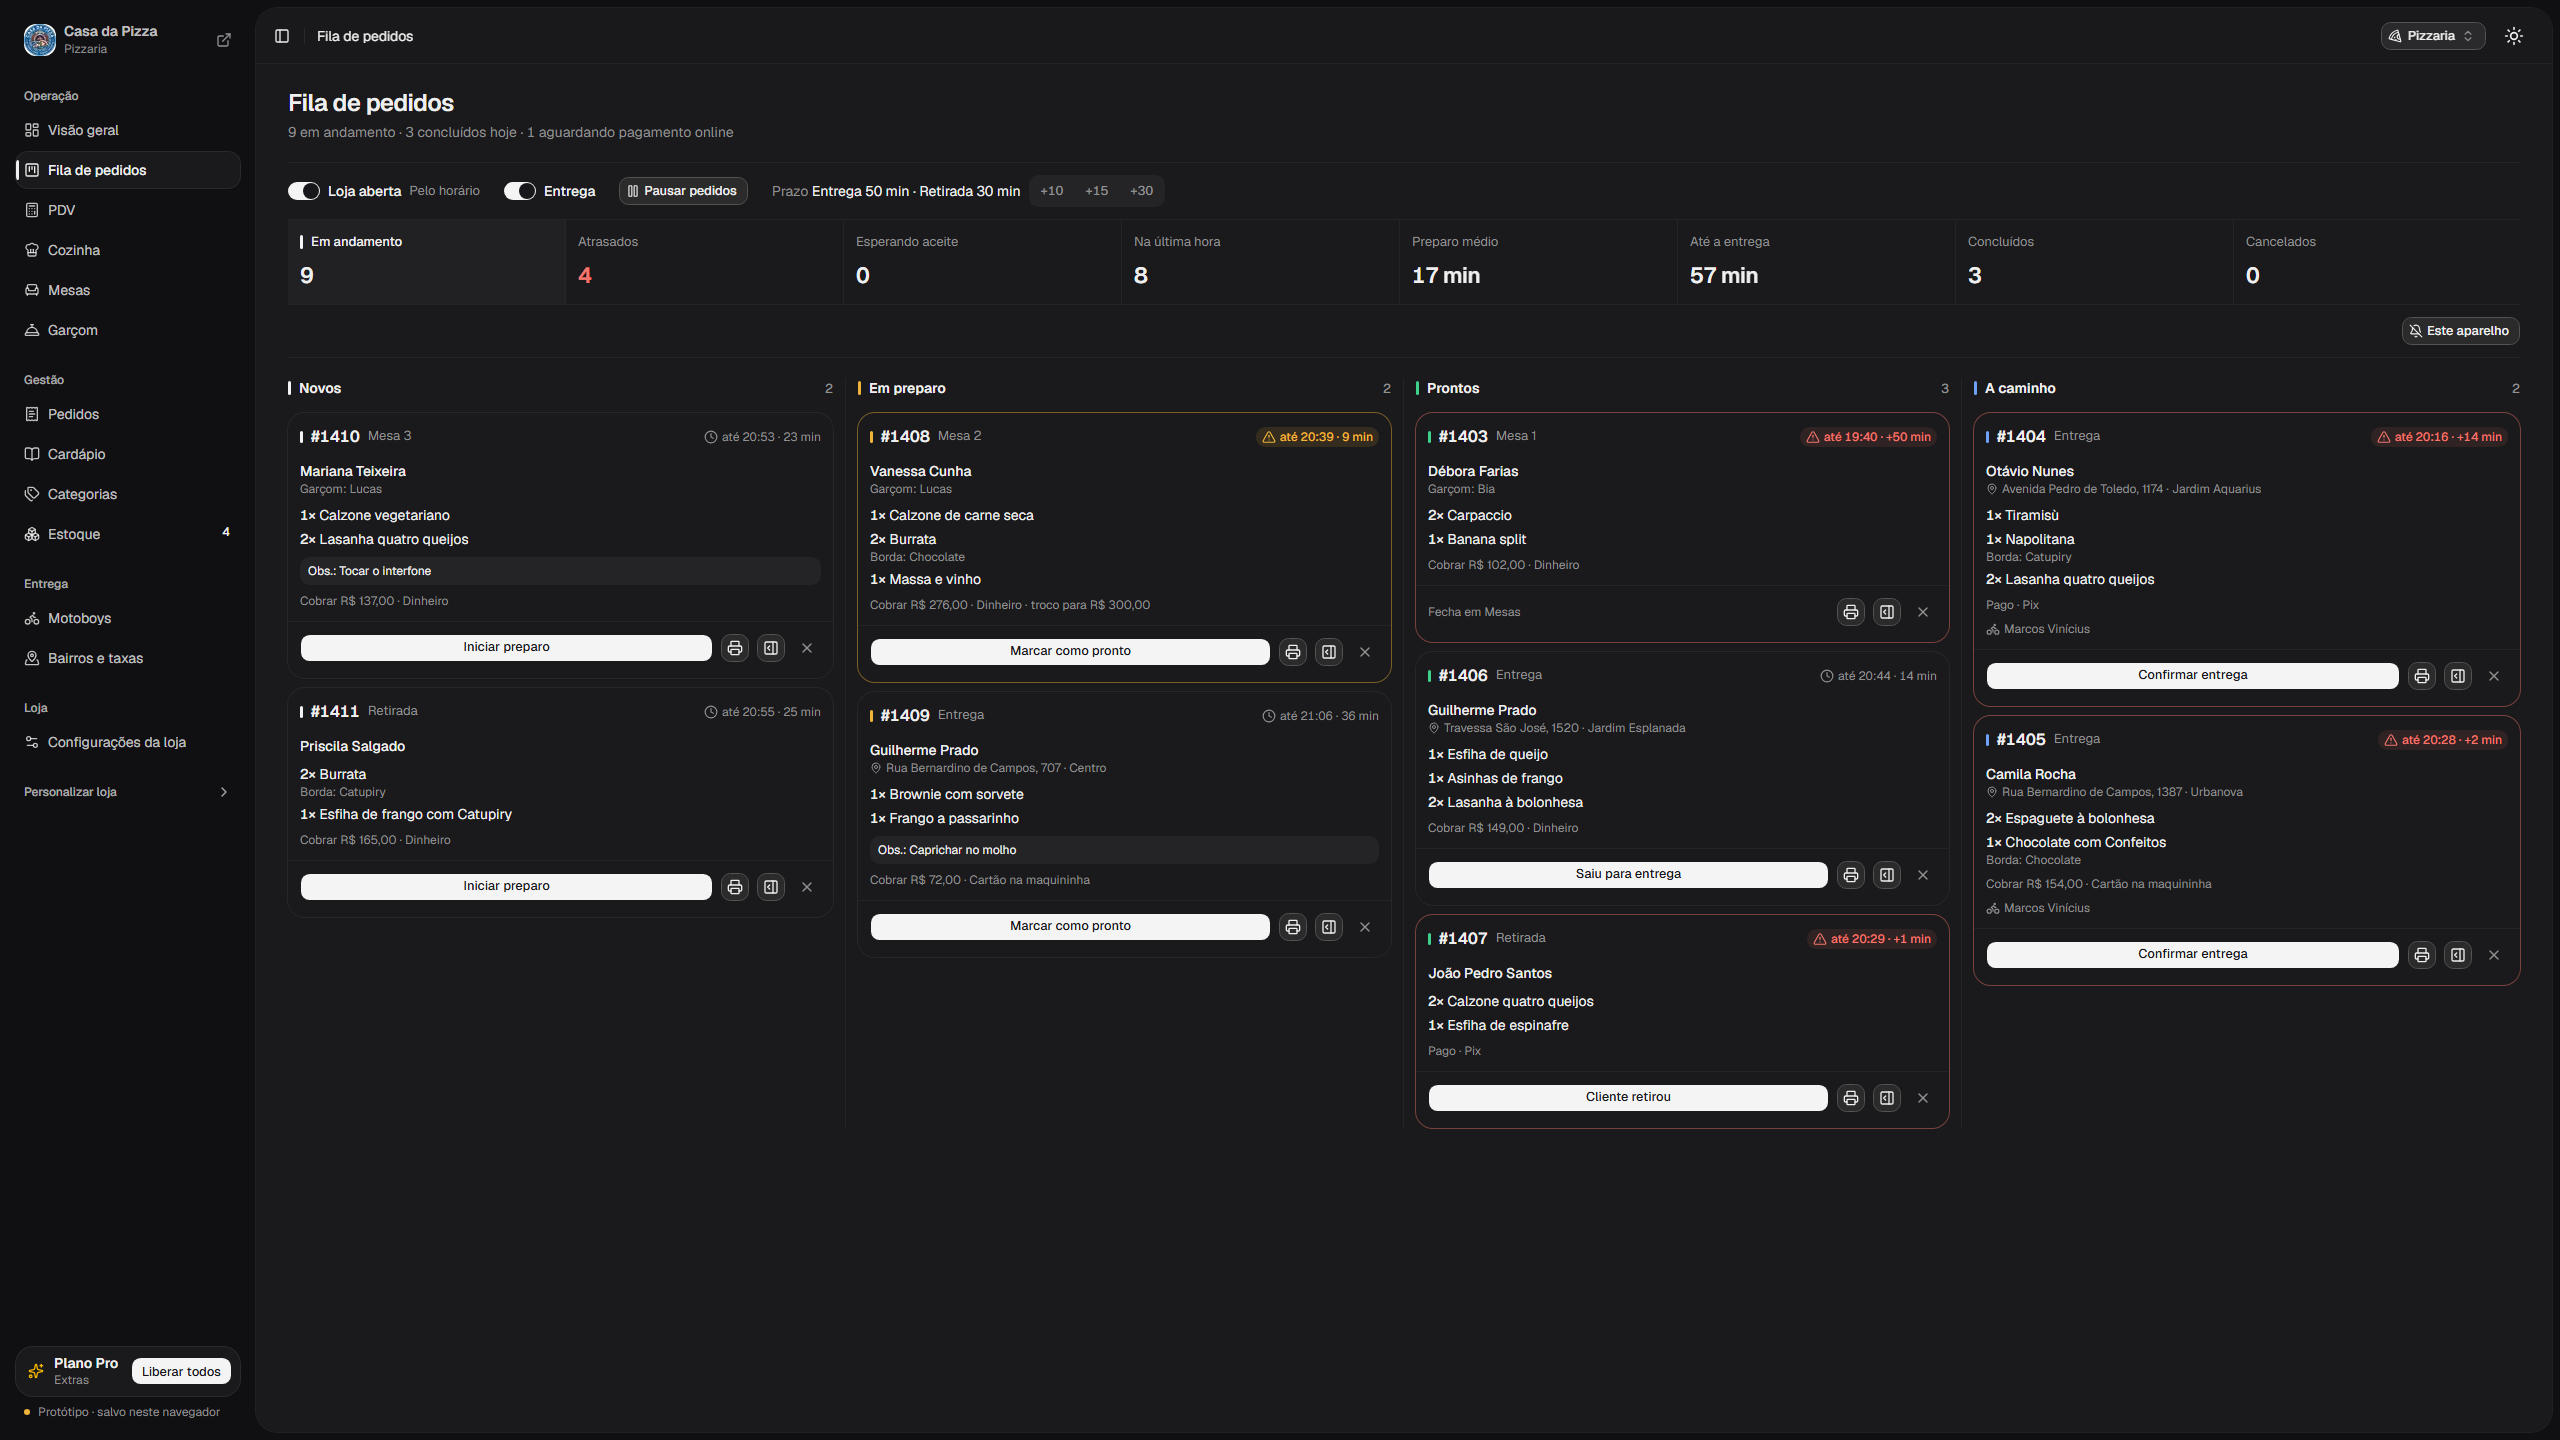 Casa da Pizza
Pizzaria
Operação
Visão geral
Fila de pedidos
PDV
Cozinha
Mesas
Garçom
Gestão
Pedidos
Cardápio
Categorias
Estoque 4
Entrega
Motoboys
Bairros e taxas
Loja
Configurações da loja
Personalizar loja
Plano Pro
Extras
Liberar todos
Protótipo · salvo neste navegador
Fila de pedidos
Pizzaria
Fila de pedidos
9 em andamento · 3 concluídos hoje · 1 aguardando pagamento online
Loja aberta Pelo horário Entrega Pausar pedidos Prazo Entrega 50 min · Retirada 30 min +10 +15 +30
Em andamento
9
Atrasados
4
Esperando aceite
0
Na última hora
8
Preparo médio
17 min
Até a entrega
57 min
Concluídos
3
Cancelados
0
Este aparelho
Novos 2
#1410 Mesa 3 até 20:53 · 23 min
Mariana Teixeira
Garçom: Lucas
1× Calzone vegetariano
2× Lasanha quatro queijos
Obs.: Tocar o interfone
Cobrar R$ 137,00 · Dinheiro
Iniciar preparo
#1411 Retirada até 20:55 · 25 min
Priscila Salgado
2× Burrata
Borda: Catupiry
1× Esfiha de frango com Catupiry
Cobrar R$ 165,00 · Dinheiro
Iniciar preparo
Em preparo 2
#1408 Mesa 2 até 20:39 · 9 min
Vanessa Cunha
Garçom: Lucas
1× Calzone de carne seca
2× Burrata
Borda: Chocolate
1× Massa e vinho
Cobrar R$ 276,00 · Dinheiro · troco para R$ 300,00
Marcar como pronto
#1409 Entrega até 21:06 · 36 min
Guilherme Prado
Rua Bernardino de Campos, 707 · Centro
1× Brownie com sorvete
1× Frango a passarinho
Obs.: Caprichar no molho
Cobrar R$ 72,00 · Cartão na maquininha
Marcar como pronto
Prontos 3
#1403 Mesa 1 até 19:40 · +50 min
Débora Farias
Garçom: Bia
2× Carpaccio
1× Banana split
Cobrar R$ 102,00 · Dinheiro
Fecha em Mesas
#1406 Entrega até 20:44 · 14 min
Guilherme Prado
Travessa São José, 1520 · Jardim Esplanada
1× Esfiha de queijo
1× Asinhas de frango
2× Lasanha à bolonhesa
Cobrar R$ 149,00 · Dinheiro
Saiu para entrega
#1407 Retirada até 20:29 · +1 min
João Pedro Santos
2× Calzone quatro queijos
1× Esfiha de espinafre
Pago · Pix
Cliente retirou
A caminho 2
#1404 Entrega até 20:16 · +14 min
Otávio Nunes
Avenida Pedro de Toledo, 1174 · Jardim Aquarius
1× Tiramisù
1× Napolitana
Borda: Catupiry
2× Lasanha quatro queijos
Pago · Pix
Marcos Vinícius
Confirmar entrega
#1405 Entrega até 20:28 · +2 min
Camila Rocha
Rua Bernardino de Campos, 1387 · Urbanova
2× Espaguete à bolonhesa
1× Chocolate com Confeitos
Borda: Chocolate
Cobrar R$ 154,00 · Cartão na maquininha
Marcos Vinícius
Confirmar entrega